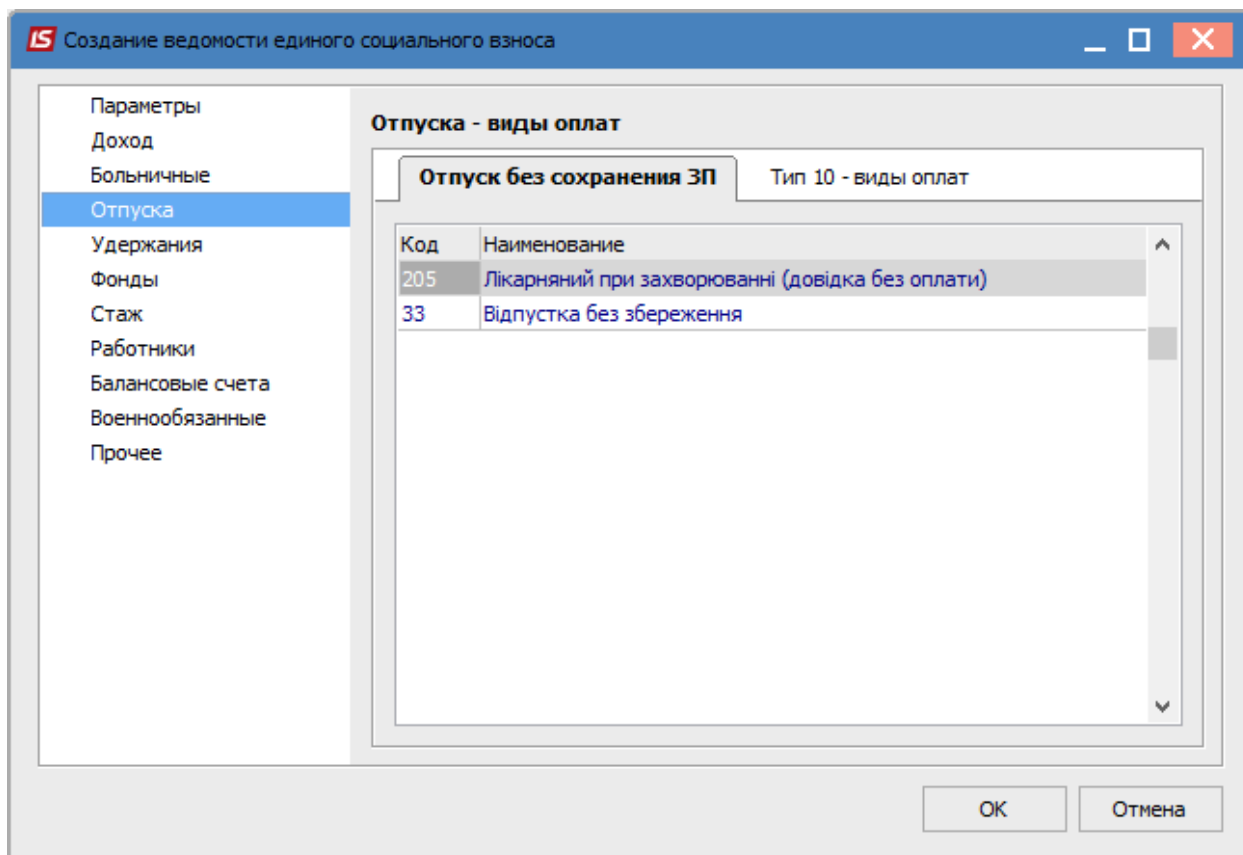 IS Создание ведомости единого социального взноса
Параметры
Доход
Больничные
Отпуска
Удержания
Фонды
Стаж
Работники
Балансовые счета
Военнообязанные
Прочее
Отпуска - виды оплат
Отпуск без сохранения ЗП Тип 10 - виды оплат
Код Наименование
205 Лікарняний при захворюванні (довідка без оплати)
33 Відпустка без збереження
OK Отмена